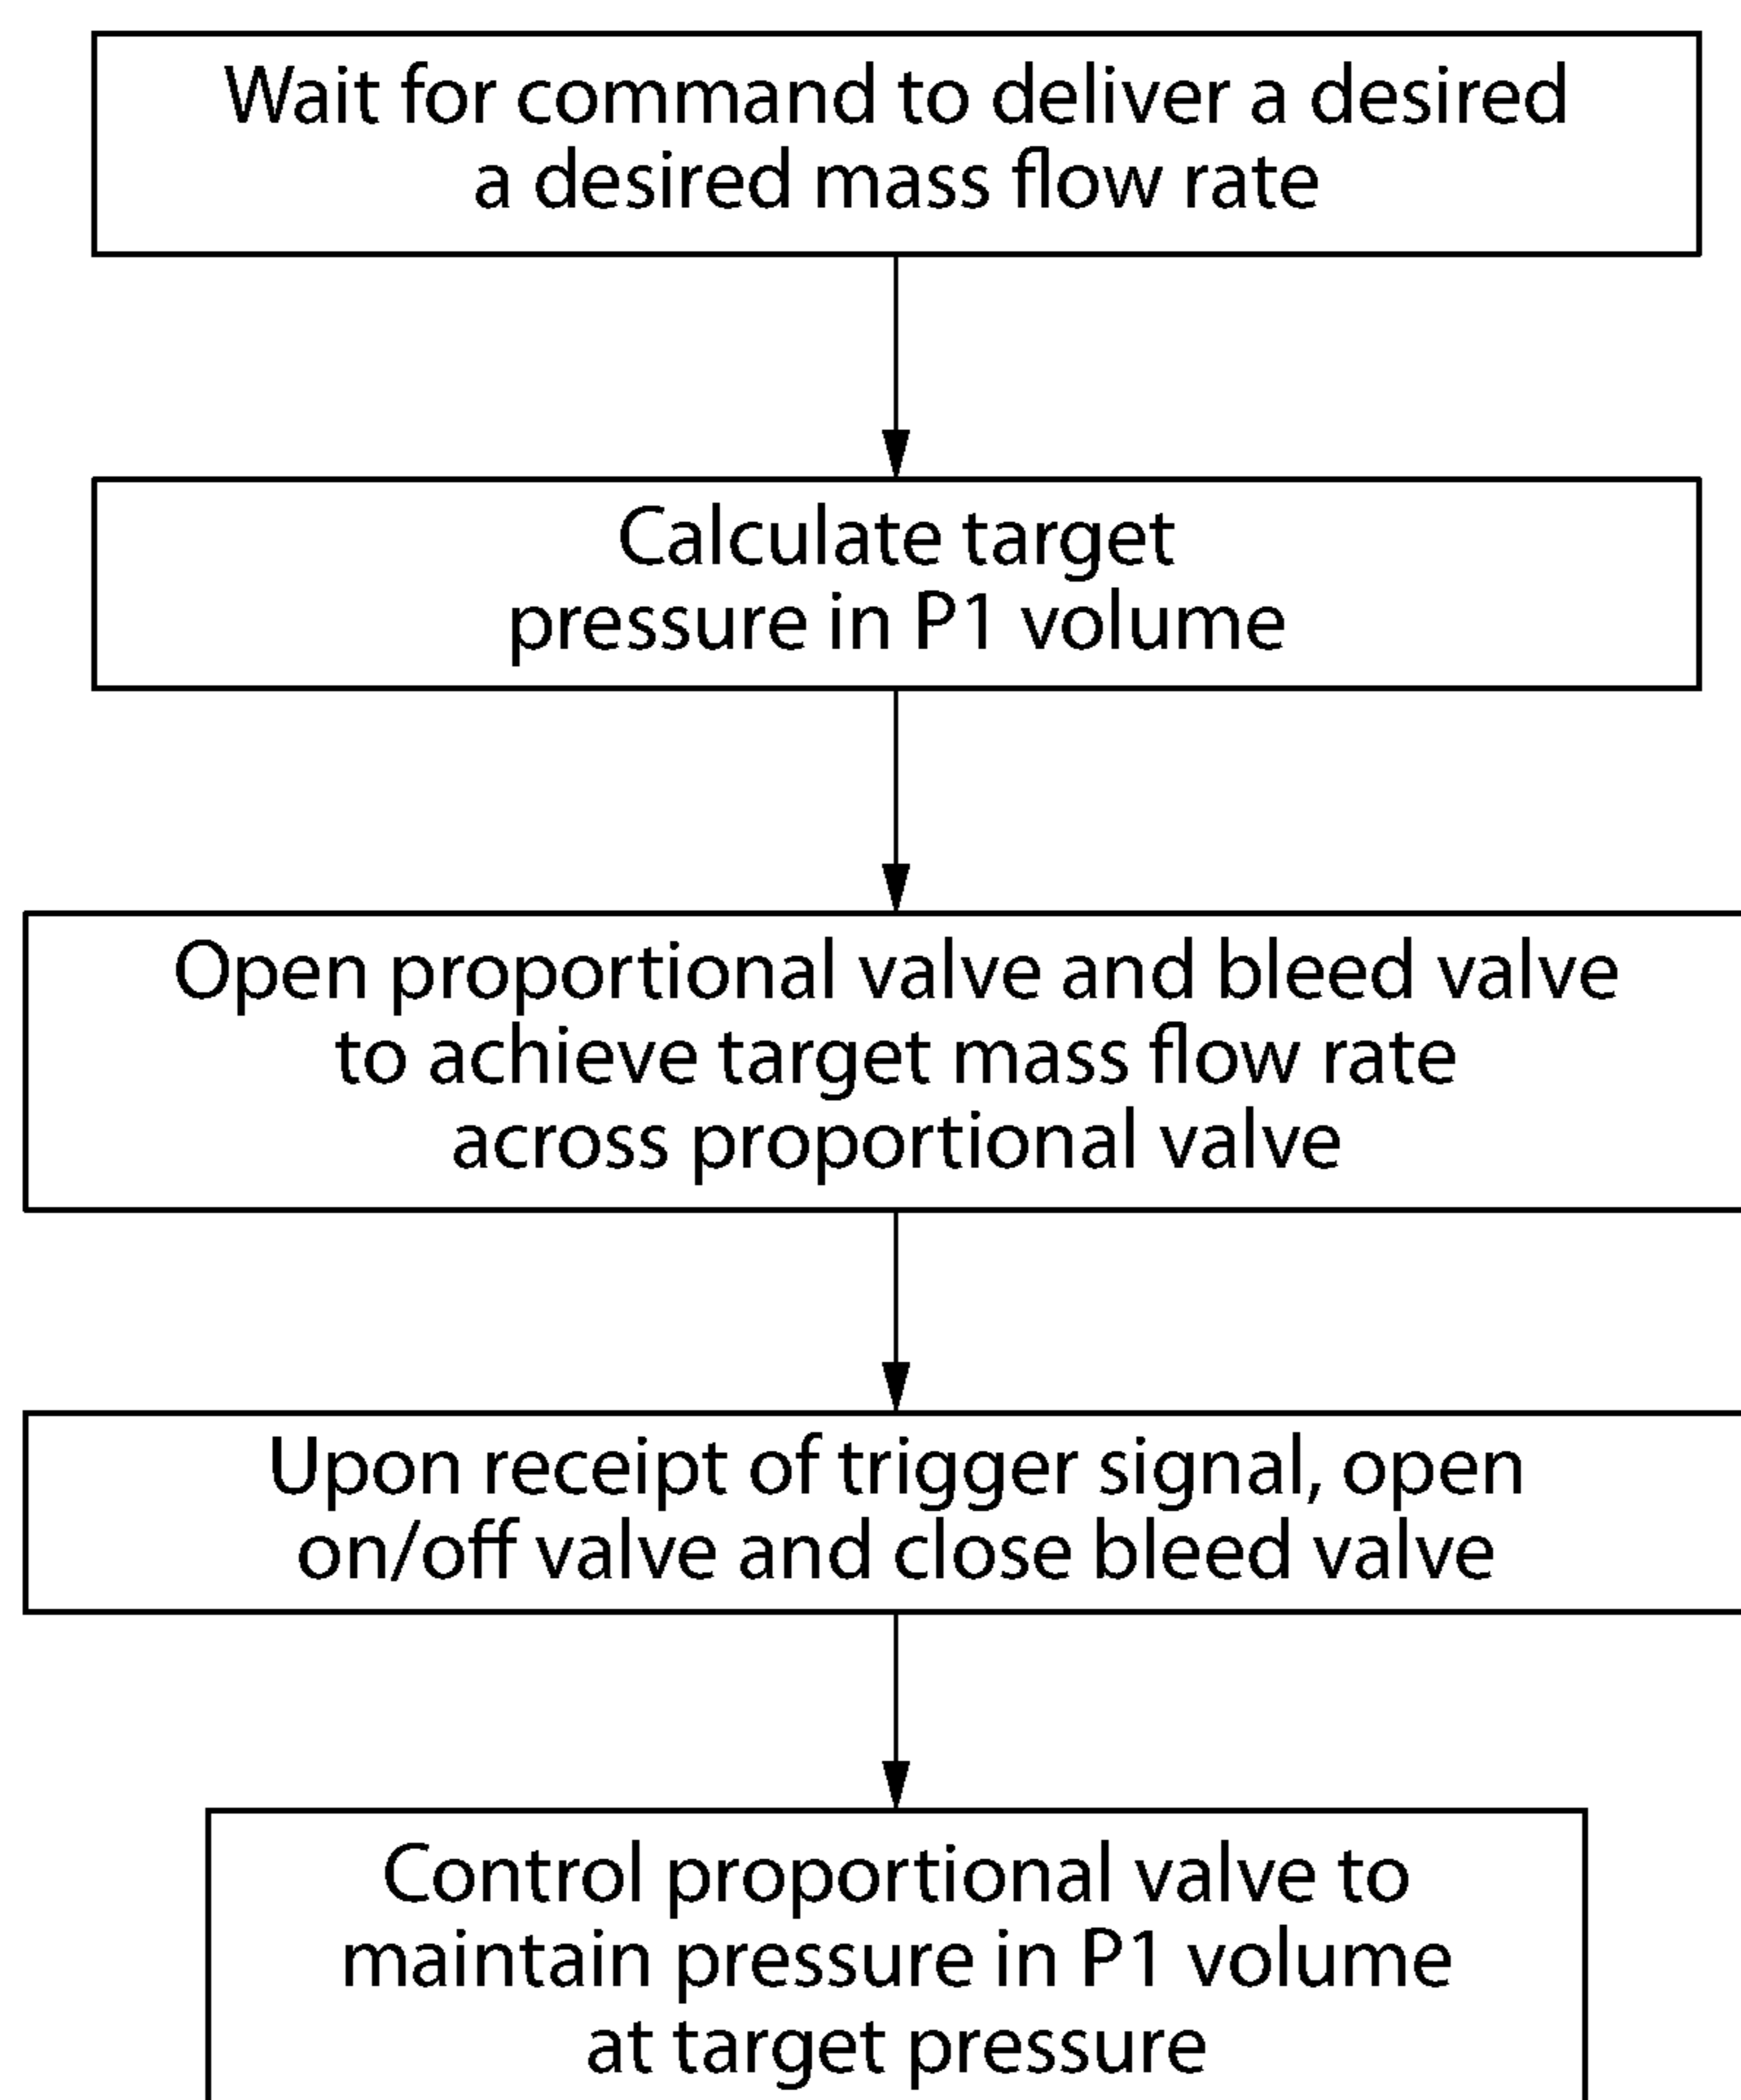 Wait for command to deliver a desired
a desired mass flow rate
Calculate target
pressure in P1 volume
Open proportional valve and bleed valve
to achieve target mass flow rate
across proportional valve
Upon receipt of trigger signal, open
on/off valve and close bleed valve
Control proportional valve to
maintain pressure in P1 volume
at target pressure